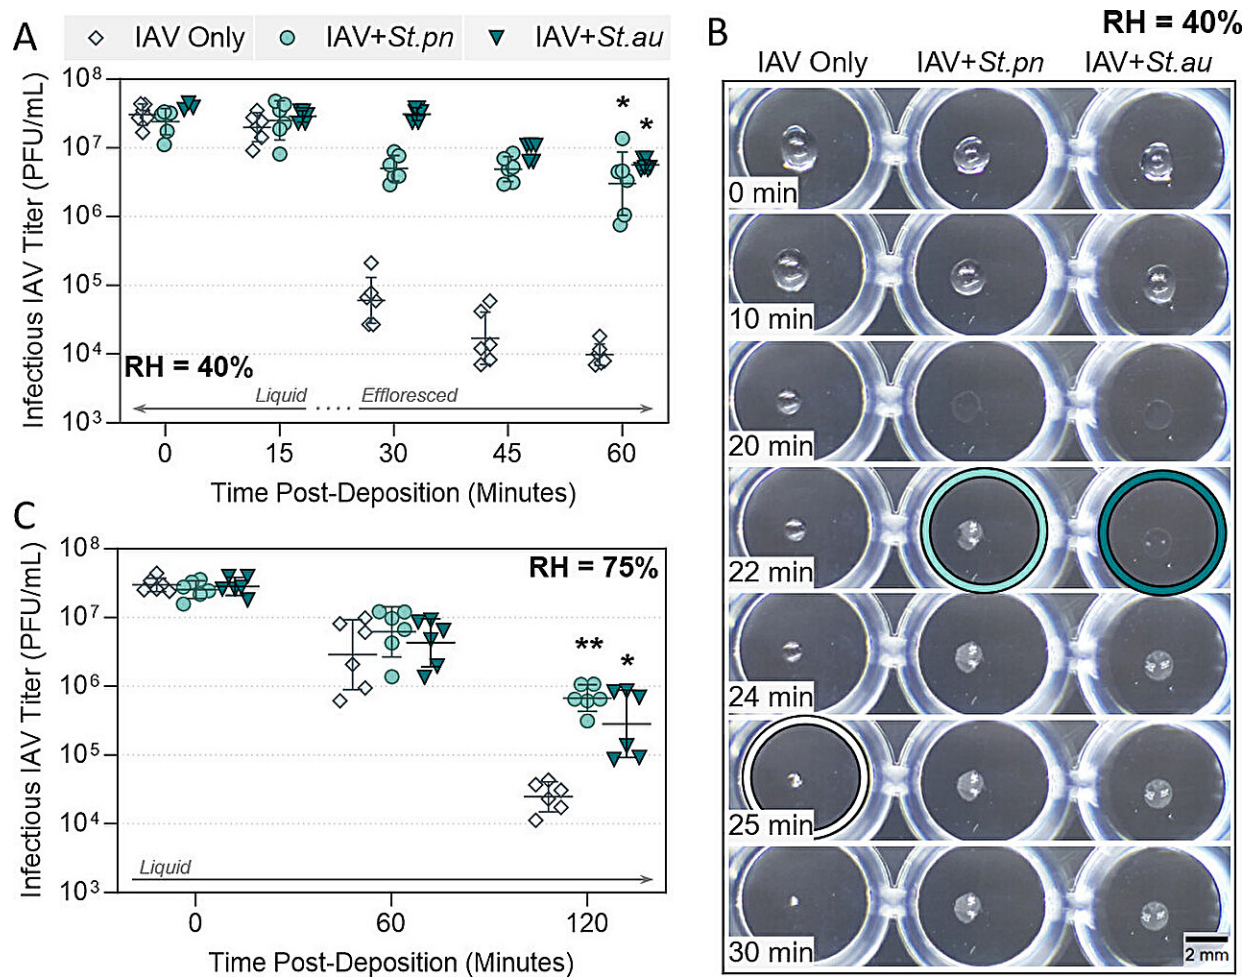 A
IAV Only IAV+St.pn IAV+St.au
Infectious IAV Titer (PFU/mL)
10⁸
10⁷
10⁶
10⁵
10⁴
10³
* *
RH = 40%
Liquid Effloresced
0 15 30 45 60
Time Post-Deposition (Minutes)
B
RH = 40%
IAV Only IAV+St.pn IAV+St.au
0 min
10 min
20 min
22 min
24 min
25 min
30 min
2 mm
C
Infectious IAV Titer (PFU/mL)
10⁸
10⁷
10⁶
10⁵
10⁴
10³
RH = 75%
** *
Liquid
0 60 120
Time Post-Deposition (Minutes)